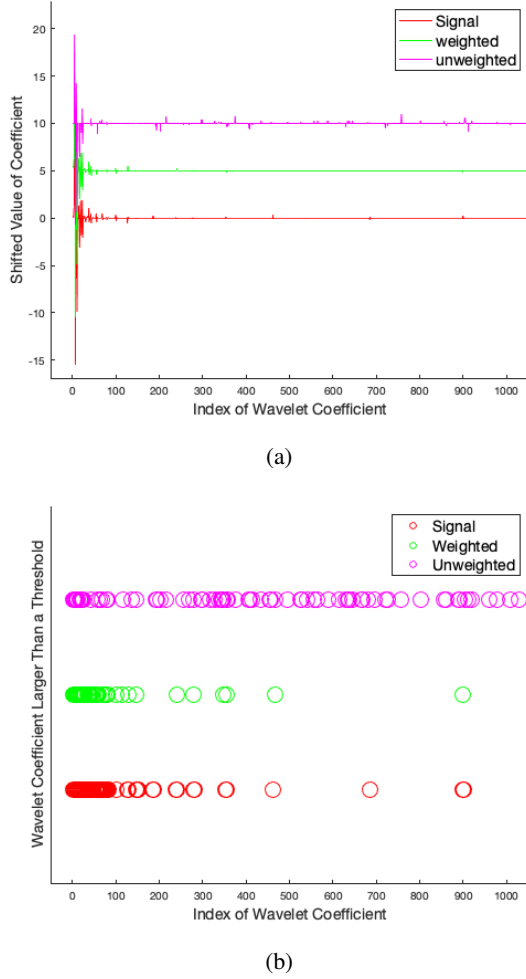 Signal
weighted
unweighted
20
15
10
5
0
-5
-10
-15
Shifted Value of Coefficient
0 100 200 300 400 500 600 700 800 900 1000
Index of Wavelet Coefficient
(a)
Signal
Weighted
Unweighted
Wavelet Coefficient Larger Than a Threshold
0 100 200 300 400 500 600 700 800 900 1000
Index of Wavelet Coefficient
(b)